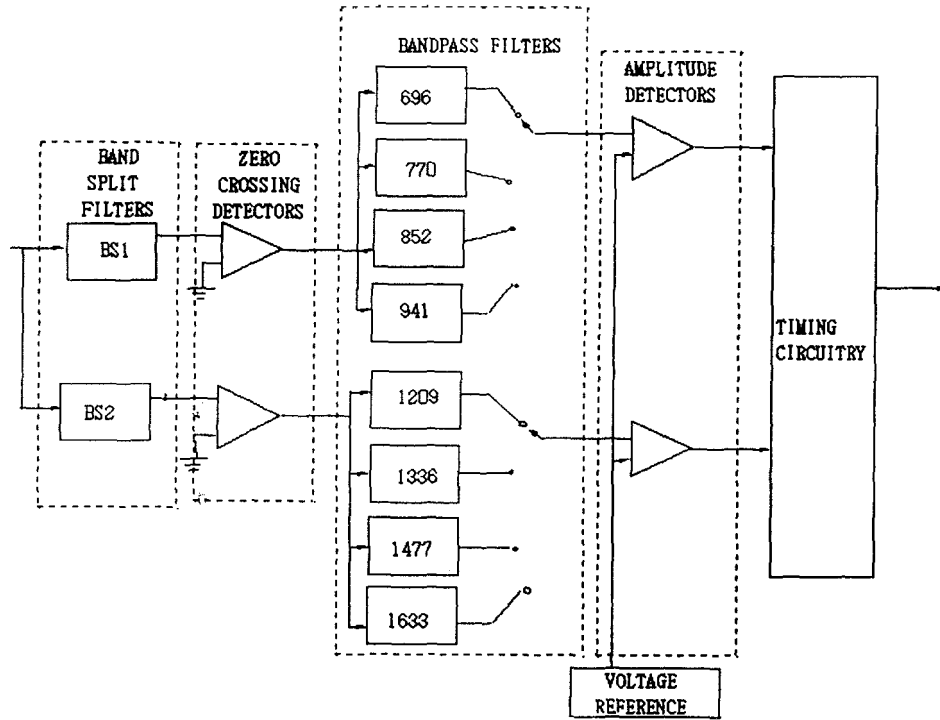 BANDPASS FILTERS
AMPLITUDE
DETECTORS
696
BAND
SPLIT
FILTERS
ZERO
CROSSING
DETECTORS
770
BS1
852
941
TIMING
CIRCUITRY
BS2
1209
1336
1477
1633
VOLTAGE
REFERENCE